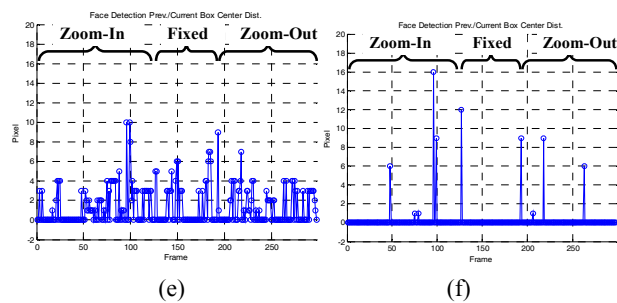 Face Detection Prev./Current Box Center Dist.
Zoom-In Fixed Zoom-Out
20
18
16
14
12
10
8
6
4
2
0
-2
Pixel
0 50 100 150 200 250
Frame
(e)
Face Detection Prev./Current Box Center Dist.
Zoom-In Fixed Zoom-Out
20
18
16
14
12
10
8
6
4
2
0
-2
Pixel
0 50 100 150 200 250
Frame
(f)